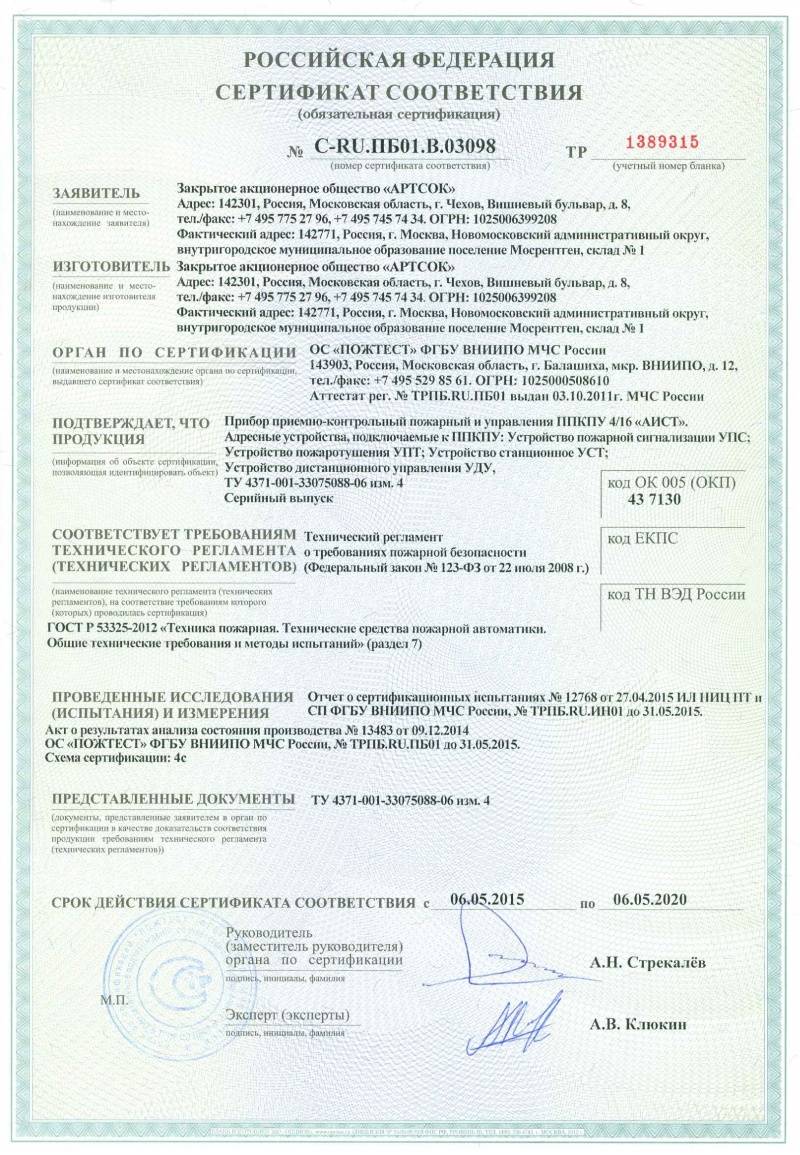 РОССИЙСКАЯ ФЕДЕРАЦИЯ
СЕРТИФИКАТ СООТВЕТСТВИЯ
(обязательная сертификация)
№ C-RU.ПБ01.В.03098
(номер сертификата соответствия)
ТР 1389315
(учетный номер бланка)
ЗАЯВИТЕЛЬ
(наименование и место-
нахождение заявителя)
Закрытое акционерное общество «АРТСОК»
Адрес: 142301, Россия, Московская область, г. Чехов, Вишневый бульвар, д. 8,
тел./факс: +7 495 775 27 96, +7 495 745 74 34. ОГРН: 1025006399208
Фактический адрес: 142771, Россия, г. Москва, Новомосковский административный округ,
внутригородское муниципальное образование поселение Мосрентген, склад № 1
ИЗГОТОВИТЕЛЬ
(наименование и место-
нахождение изготовителя
продукции)
Закрытое акционерное общество «АРТСОК»
Адрес: 142301, Россия, Московская область, г. Чехов, Вишневый бульвар, д. 8,
тел./факс: +7 495 775 27 96, +7 495 745 74 34. ОГРН: 1025006399208
Фактический адрес: 142771, Россия, г. Москва, Новомосковский административный округ,
внутригородское муниципальное образование поселение Мосрентген, склад № 1
ОРГАН ПО СЕРТИФИКАЦИИ
(наименование и местонахождение органа по сертификации,
выдавшего сертификат соответствия)
ОС «ПОЖТЕСТ» ФГБУ ВНИИПО МЧС России
143903, Россия, Московская область, г. Балашиха, мкр. ВНИИПО, д. 12,
тел./факс: +7 495 529 85 61. ОГРН: 1025000508610
Аттестат рег. № ТРПБ.RU.ПБ01 выдан 03.10.2011г. МЧС России
ПОДТВЕРЖДАЕТ, ЧТО
ПРОДУКЦИЯ
(информация об объекте сертификации,
позволяющая идентифицировать объект)
Прибор приемно-контрольный пожарный и управления ППКПУ 4/16 «АИСТ».
Адресные устройства, подключаемые к ППКПУ: Устройство пожарной сигнализации УПС;
Устройство пожаротушения УПТ; Устройство станционное УСТ;
Устройство дистанционного управления УДУ,
ТУ 4371-001-33075088-06 изм. 4
Серийный выпуск
код ОК 005 (ОКП)
43 7130
СООТВЕТСТВУЕТ ТРЕБОВАНИЯМ
ТЕХНИЧЕСКОГО РЕГЛАМЕНТА
(ТЕХНИЧЕСКИХ РЕГЛАМЕНТОВ)
(наименование технического регламента (технических
регламентов), на соответствие требованиям которого
(которых) проводилась сертификация)
Технический регламент
о требованиях пожарной безопасности
(Федеральный закон № 123-ФЗ от 22 июля 2008 г.)
код ЕКПС
код ТН ВЭД России
ГОСТ Р 53325-2012 «Техника пожарная. Технические средства пожарной автоматики.
Общие технические требования и методы испытаний» (раздел 7)
ПРОВЕДЕННЫЕ ИССЛЕДОВАНИЯ
(ИСПЫТАНИЯ) И ИЗМЕРЕНИЯ
Отчет о сертификационных испытаниях № 12768 от 27.04.2015 ИЛ НИЦ ПТ и
СП ФГБУ ВНИИПО МЧС России, № ТРПБ.RU.ИН01 до 31.05.2015.
Акт о результатах анализа состояния производства № 13483 от 09.12.2014
ОС «ПОЖТЕСТ» ФГБУ ВНИИПО МЧС России, № ТРПБ.RU.ПБ01 до 31.05.2015.
Схема сертификации: 4с
ПРЕДСТАВЛЕННЫЕ ДОКУМЕНТЫ
(документы, представленные заявителем в орган по
сертификации в качестве доказательств соответствия
продукции требованиям технического регламента
(технических регламентов))
ТУ 4371-001-33075088-06 изм. 4
СРОК ДЕЙСТВИЯ СЕРТИФИКАТА СООТВЕТСТВИЯ с 06.05.2015 по 06.05.2020
Руководитель
(заместитель руководителя)
органа по сертификации
подпись, инициалы, фамилия
А.Н. Стрекалёв
М.П.
Эксперт (эксперты)
подпись, инициалы, фамилия
А.В. Клюкин